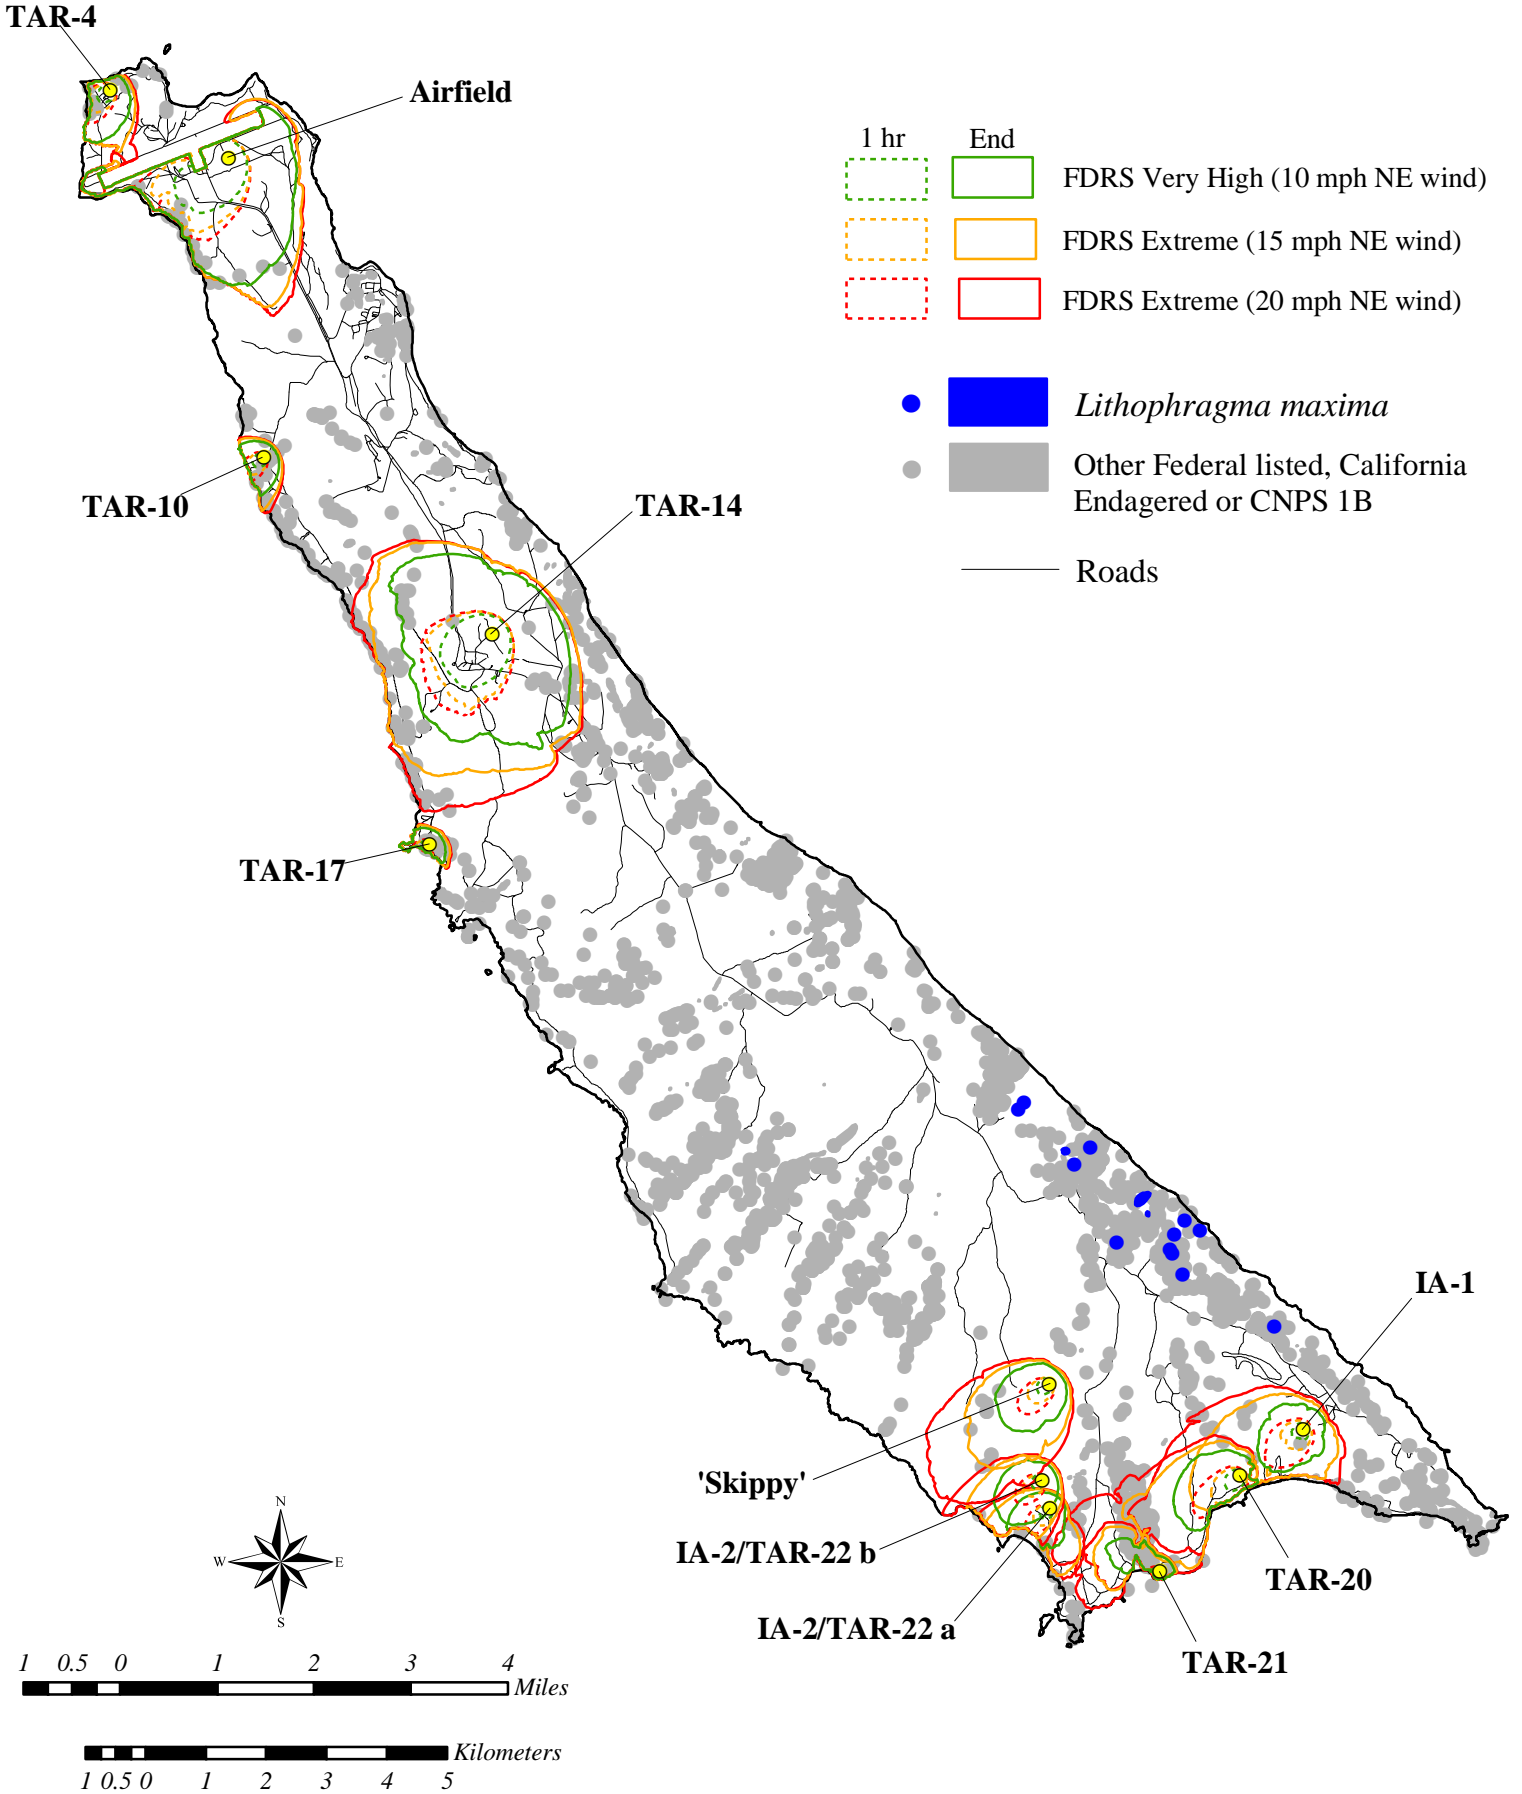 TAR-4
Airfield
1 hr
End
FDRS Very High (10 mph NE wind)
FDRS Extreme (15 mph NE wind)
FDRS Extreme (20 mph NE wind)
Lithophragma maxima
Other Federal listed, California
Endagered or CNPS 1B
Roads
TAR-10
TAR-14
TAR-17
IA-1
'Skippy'
IA-2/TAR-22 b
IA-2/TAR-22 a
TAR-20
TAR-21
N
W
E
S
1 0.5 0 1 2 3 4
Miles
Kilometers
1 0.5 0 1 2 3 4 5